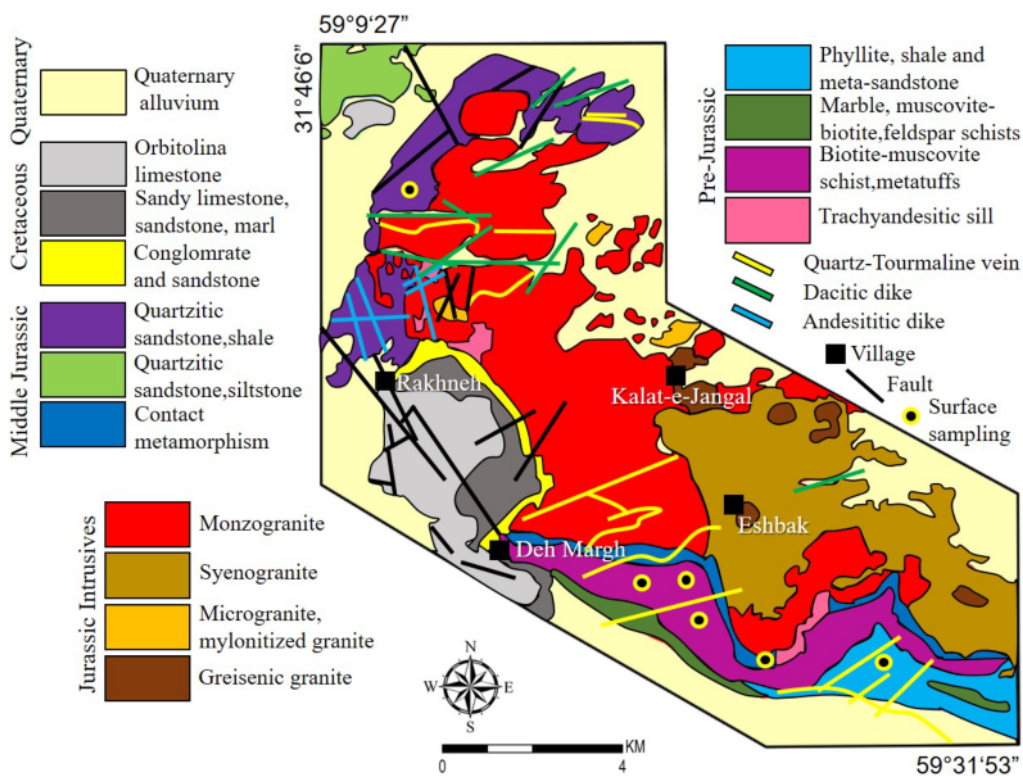 59°9'27”
31°46'6”
Quaternary
Quaternary
alluvium
Cretaceous
Orbitolina
limestone
Sandy limestone,
sandstone, marl
Conglomrate
and sandstone
Middle Jurassic
Quartzitic
sandstone,shale
Quartzitic
sandstone,siltstone
Contact
metamorphism
Jurassic Intrusives
Monzogranite
Syenogranite
Microgranite,
mylonitized granite
Greisenic granite
Pre-Jurassic
Phyllite, shale and
meta-sandstone
Marble, muscovite-
biotite,feldspar schists
Biotite-muscovite
schist,metatuffs
Trachyandesitic sill
Quartz-Tourmaline vein
Dacitic dike
Andesititic dike
Village
Fault
Surface
sampling
Rakhneh
Kalat-e-Jangal
Eshbak
Deh Margh
N
W E
S
KM
0 4
59°31'53”